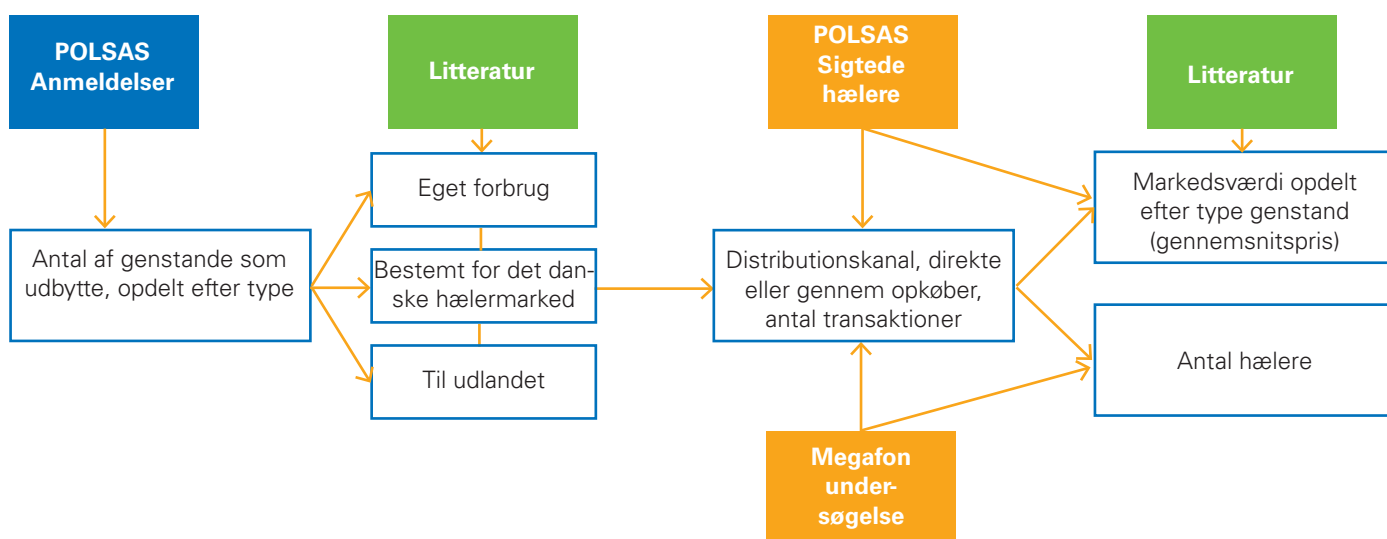 POLSAS
Anmeldelser
Litteratur
POLSAS
Sigtede
hælere
Litteratur
Eget forbrug
Markedsværdi opdelt
efter type genstand
(gennemsnitspris)
Antal af genstande som
udbytte, opdelt efter type
Bestemt for det dan-
ske hælermarked
Distributionskanal, direkte
eller gennem opkøber,
antal transaktioner
Til udlandet
Antal hælere
Megafon
under-
søgelse